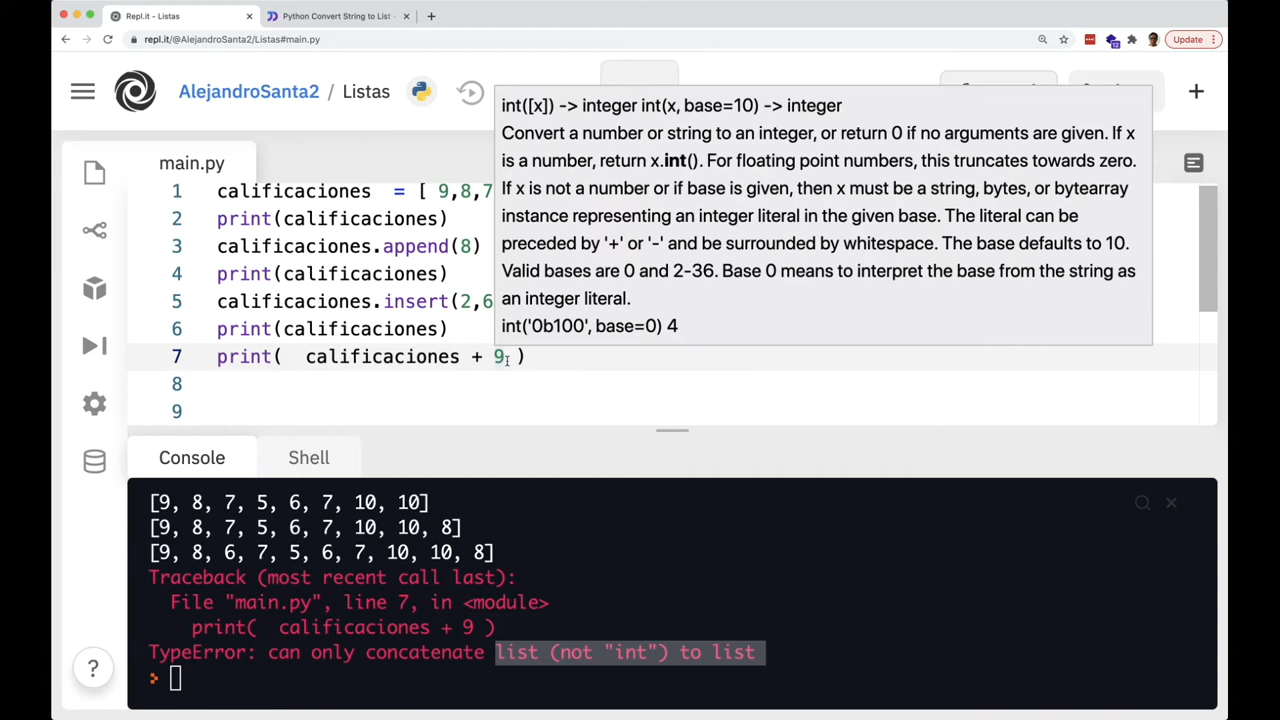 Repl.it - Listas
Python Convert String to List
repl.it/@AlejandroSanta2/Listas#main.py
12
Update
AlejandroSanta2 / Listas
int([x]) -> integer int(x, base=10) -> integer
Convert a number or string to an integer, or return 0 if no arguments are given. If x
is a number, return x.int(). For floating point numbers, this truncates towards zero.
If x is not a number or if base is given, then x must be a string, bytes, or bytearray
instance representing an integer literal in the given base. The literal can be
preceded by '+' or '-' and be surrounded by whitespace. The base defaults to 10.
Valid bases are 0 and 2-36. Base 0 means to interpret the base from the string as
an integer literal.
int('0b100', base=0) 4
main.py
1 calificaciones  = [ 9,8,7
2 print(calificaciones)
3 calificaciones.append(8)
4 print(calificaciones)
5 calificaciones.insert(2,6
6 print(calificaciones)
7 print(  calificaciones + 9 )
8
9
Console
Shell
[9, 8, 7, 5, 6, 7, 10, 10]
[9, 8, 7, 5, 6, 7, 10, 10, 8]
[9, 8, 6, 7, 5, 6, 7, 10, 10, 8]
Traceback (most recent call last):
  File "main.py", line 7, in <module>
    print(  calificaciones + 9 )
TypeError: can only concatenate list (not "int") to list
?